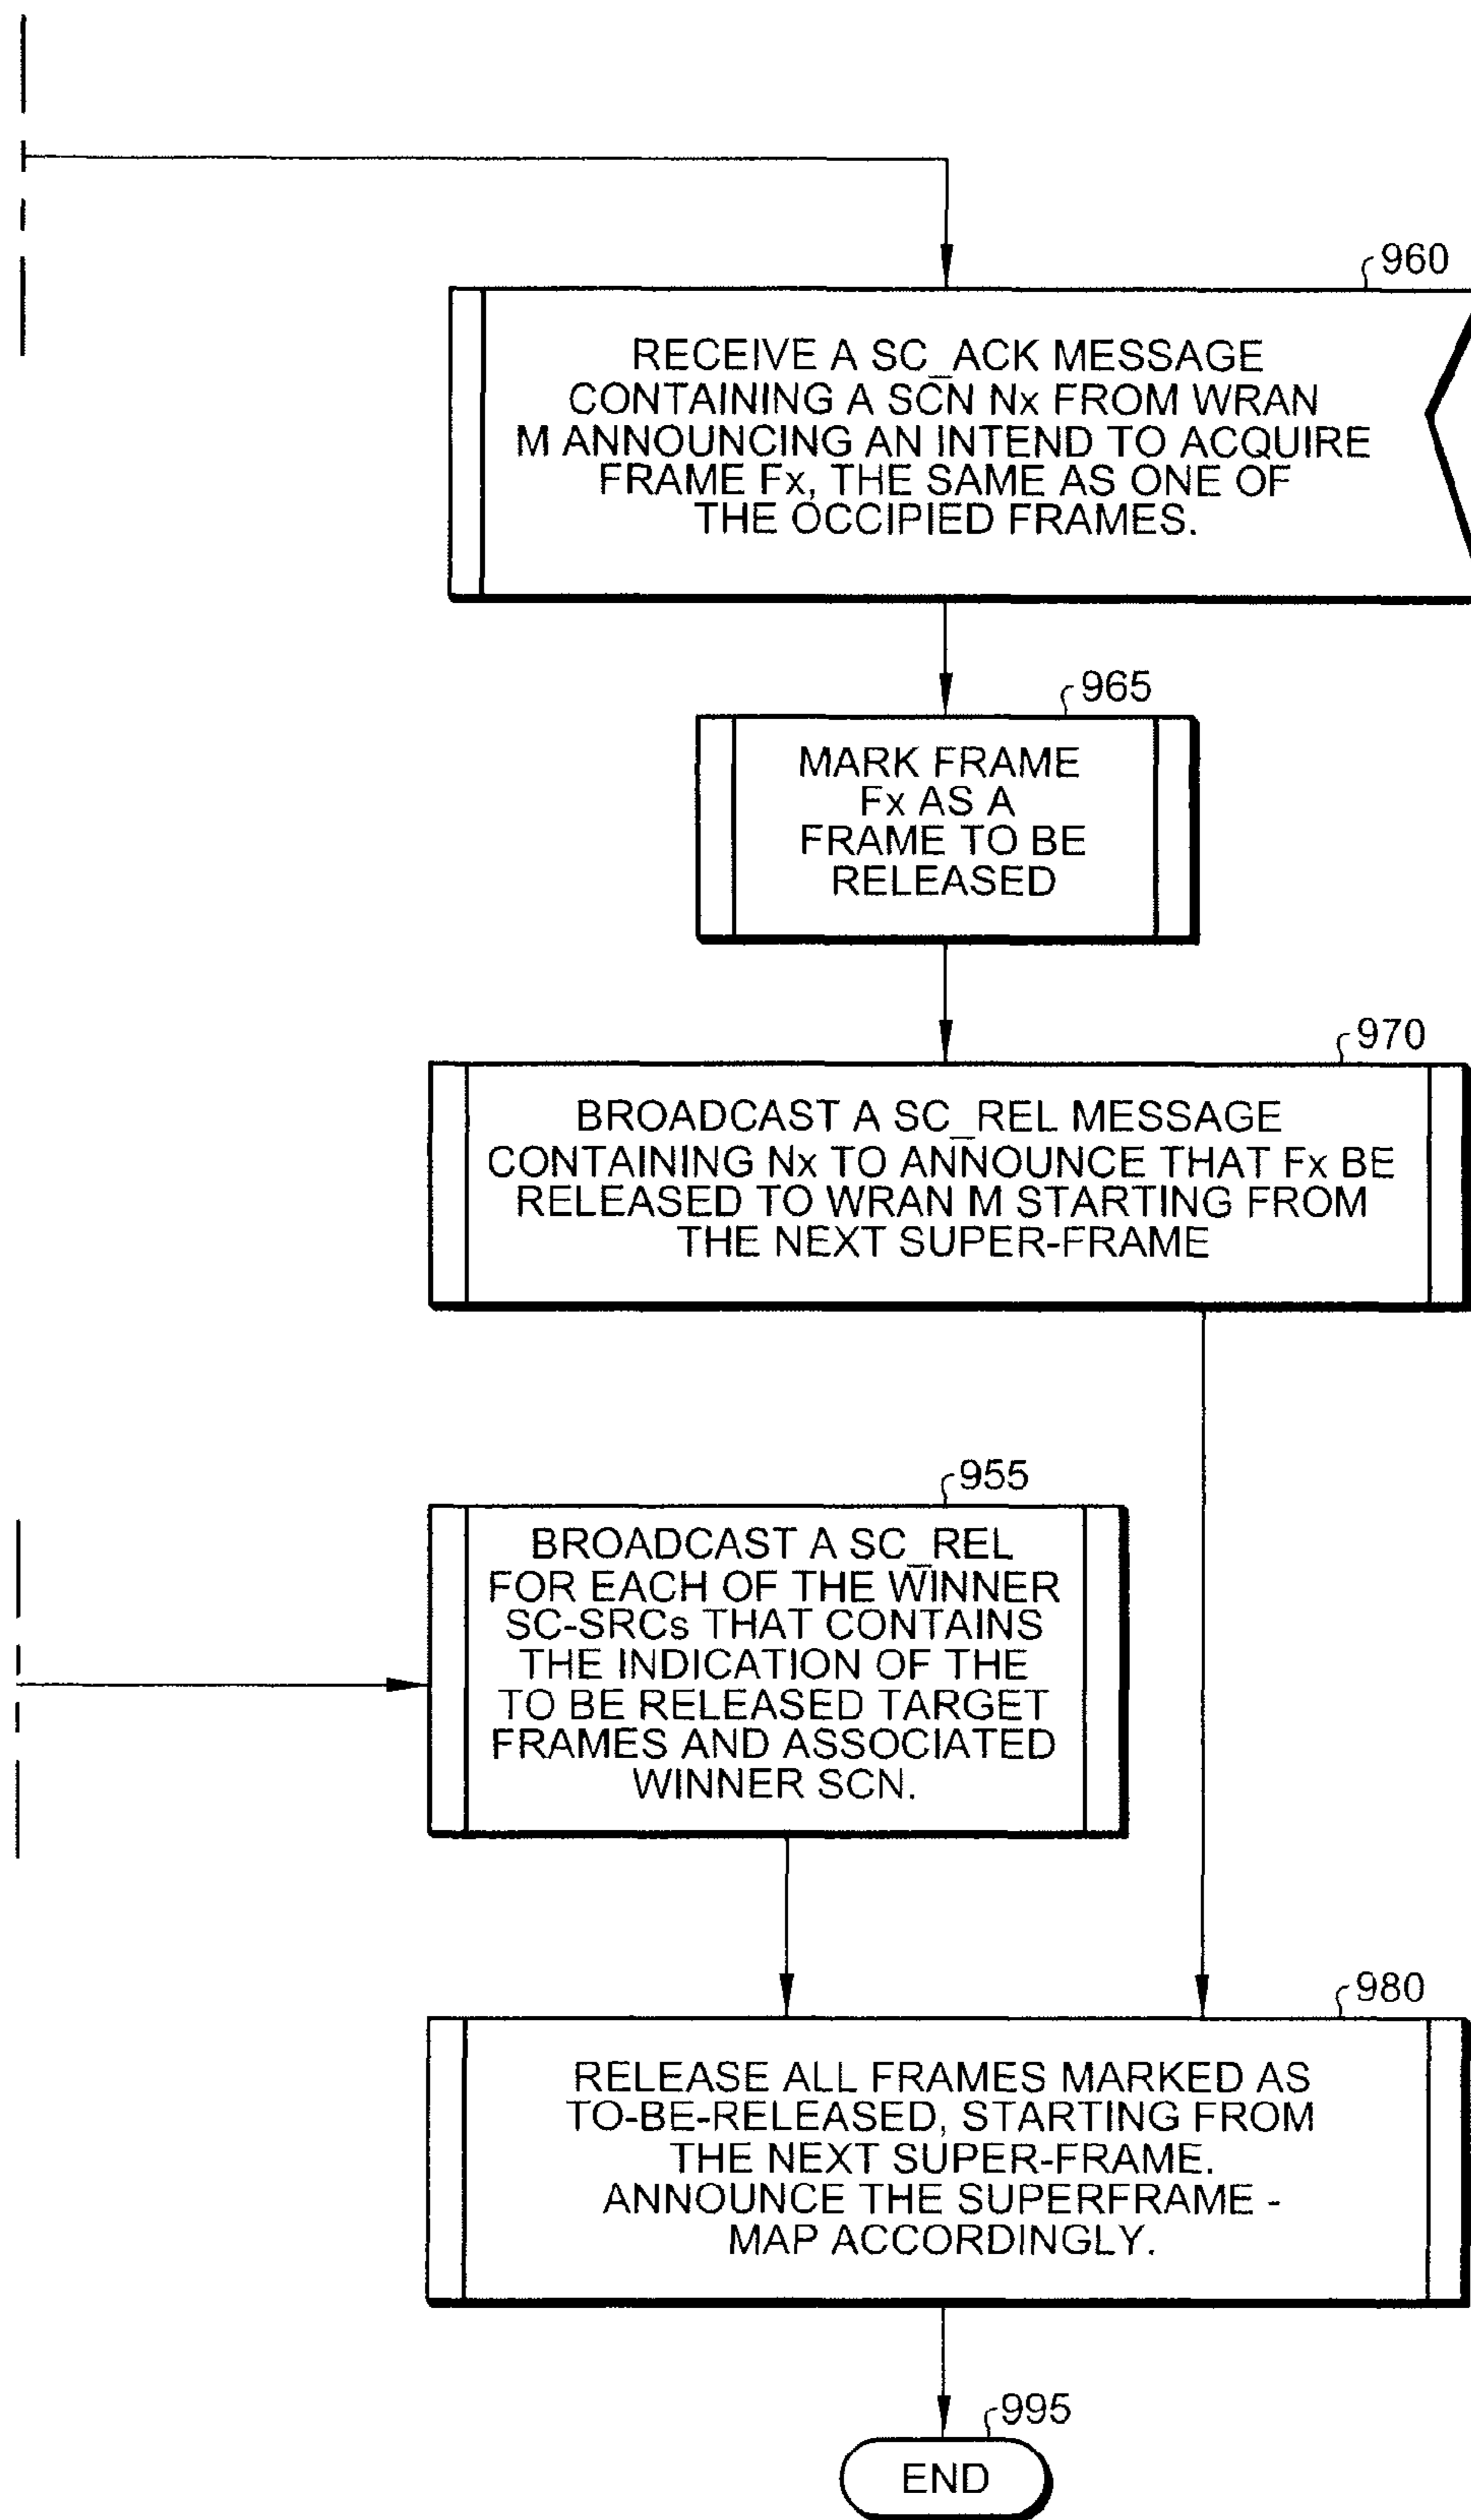 960
RECEIVE A SC_ACK MESSAGE
CONTAINING A SCN Nx FROM WRAN
M ANNOUNCING AN INTEND TO ACQUIRE
FRAME Fx, THE SAME AS ONE OF
THE OCCIPIED FRAMES.
965
MARK FRAME
Fx AS A
FRAME TO BE
RELEASED
970
BROADCAST A SC_REL MESSAGE
CONTAINING Nx TO ANNOUNCE THAT Fx BE
RELEASED TO WRAN M STARTING FROM
THE NEXT SUPER-FRAME
955
BROADCAST A SC_REL
FOR EACH OF THE WINNER
SC-SRCs THAT CONTAINS
THE INDICATION OF THE
TO BE RELEASED TARGET
FRAMES AND ASSOCIATED
WINNER SCN.
980
RELEASE ALL FRAMES MARKED AS
TO-BE-RELEASED, STARTING FROM
THE NEXT SUPER-FRAME.
ANNOUNCE THE SUPERFRAME -
MAP ACCORDINGLY.
995
END